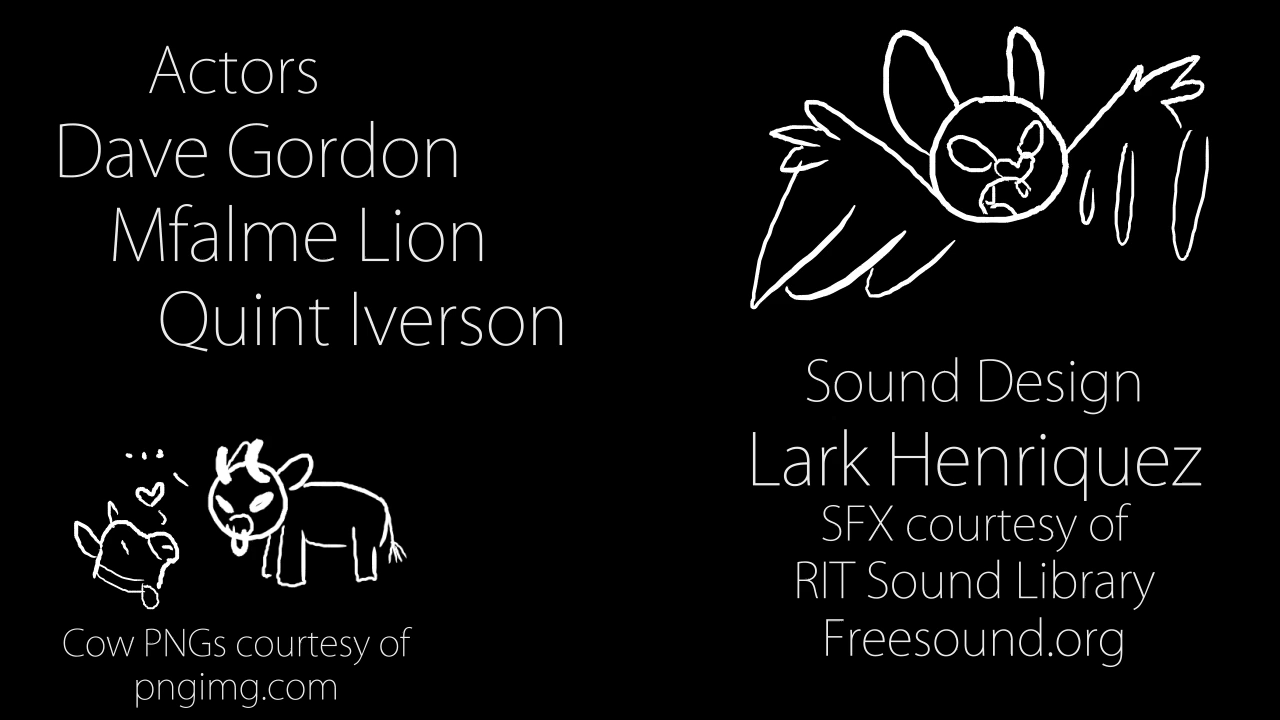 Actors
Dave Gordon
Mfalme Lion
Quint Iverson
Cow PNGs courtesy of
pngimg.com
Sound Design
Lark Henriquez
SFX courtesy of
RIT Sound Library
Freesound.org